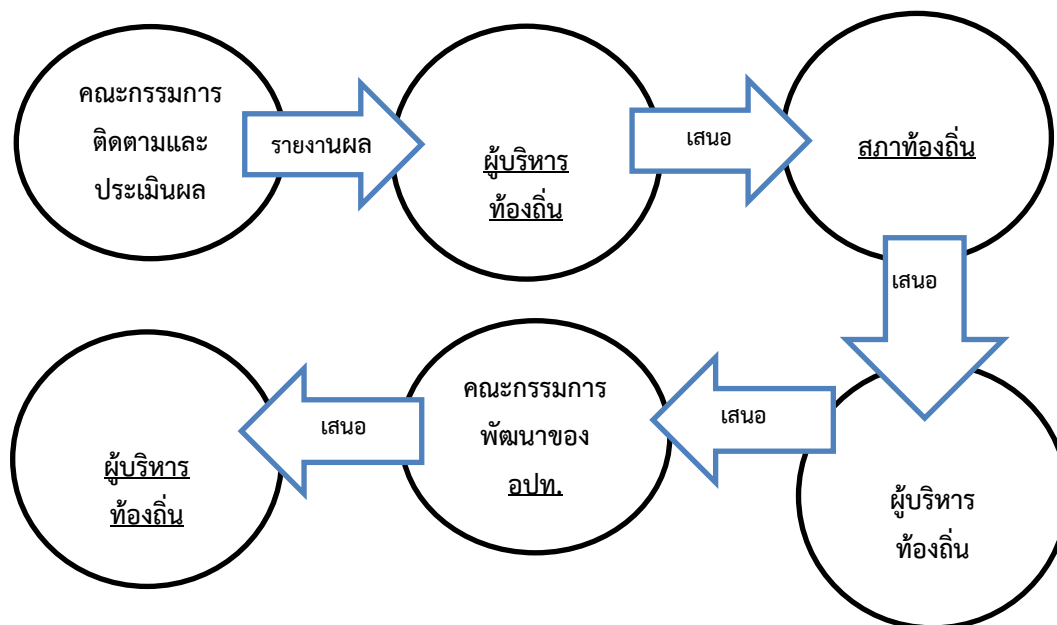 คณะกรรมการ
ติดตามและ
ประเมินผล
รายงานผล
ผู้บริหาร
ท้องถิ่น
เสนอ
สภาท้องถิ่น
เสนอ
ผู้บริหาร
ท้องถิ่น
เสนอ
คณะกรรมการ
พัฒนาของ
อปท.
เสนอ
ผู้บริหาร
ท้องถิ่น